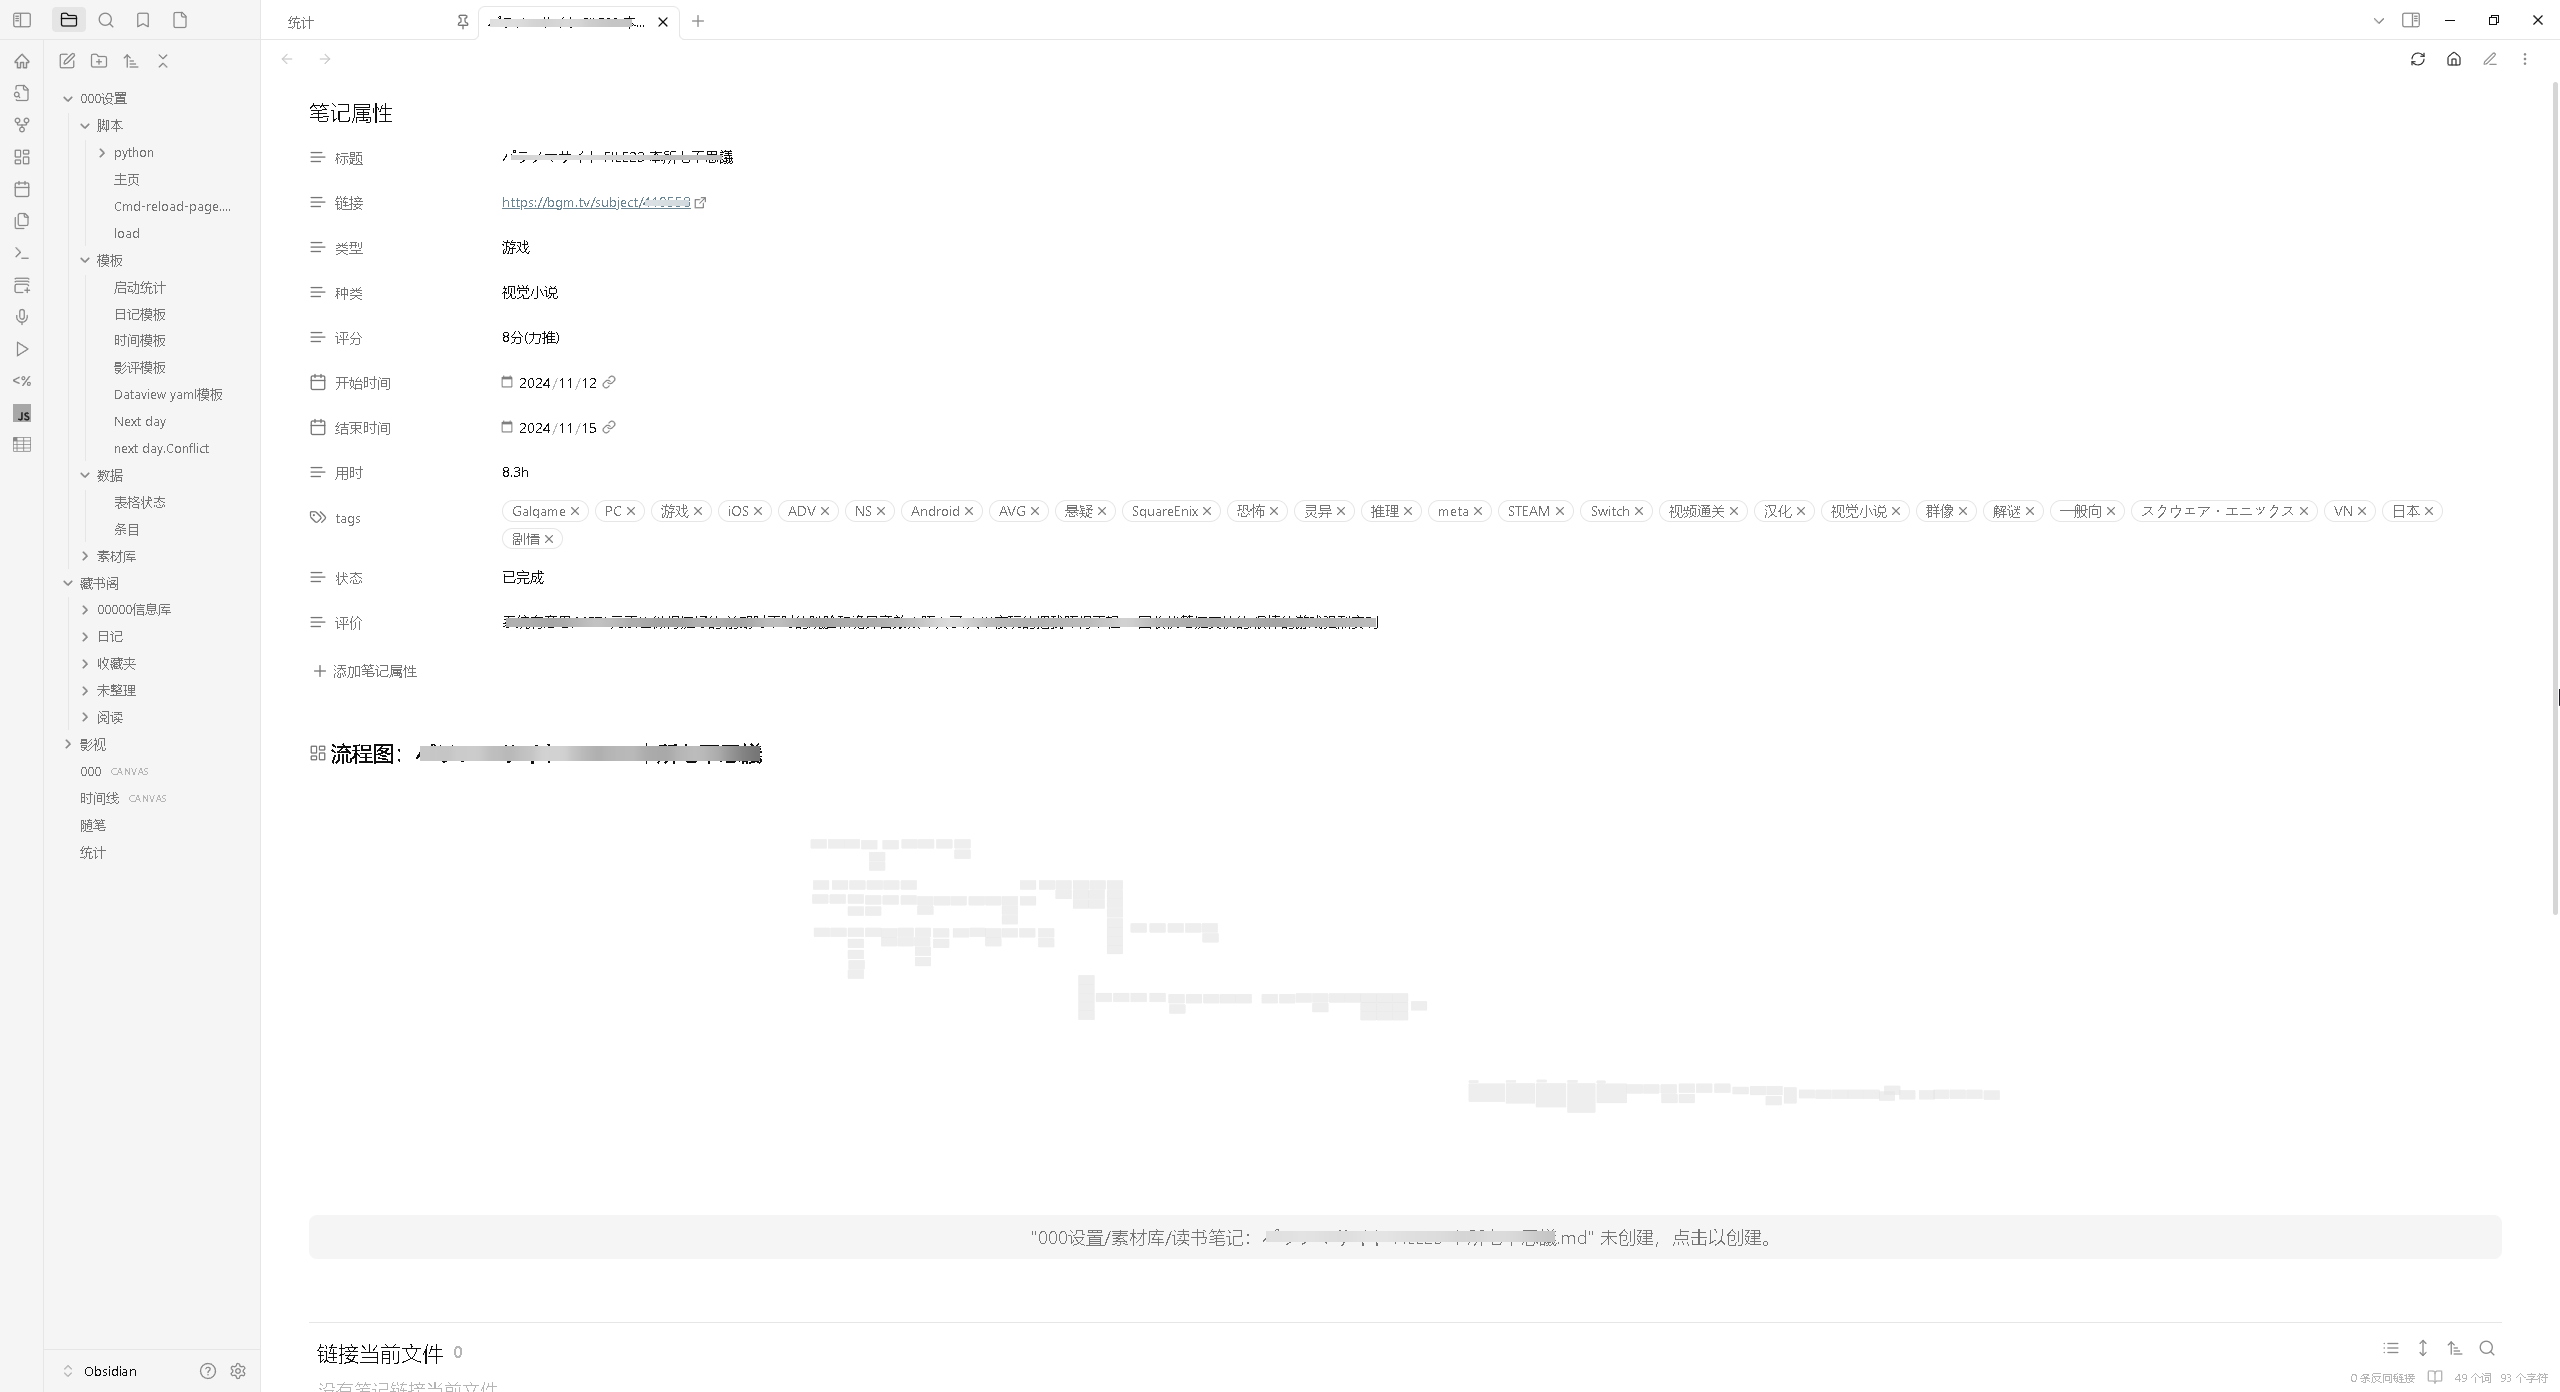 统计
000设置
脚本
python
主页
Cmd-reload-page....
load
模板
启动统计
日记模板
时间模板
影评模板
Dataview yaml模板
Next day
next day.Conflict
数据
表格状态
条目
素材库
藏书阁
00000信息库
日记
收藏夹
未整理
阅读
影视
000 CANVAS
时间线 CANVAS
随笔
统计
Obsidian
JS
<%
笔记属性
标题
链接 https://bgm.tv/subject/
类型 游戏
种类 视觉小说
评分 8分(力推)
开始时间 2024/11/12
结束时间 2024/11/15
用时 8.3h
tags Galgame PC 游戏 iOS ADV NS Android AVG 悬疑 SquareEnix 恐怖 灵异 推理 meta STEAM Switch 视频通关 汉化 视觉小说 群像 解谜 一般向 スクウェア・エニックス VN 日本
剧情
状态 已完成
评价
添加笔记属性
流程图：
"000设置/素材库/读书笔记： .md" 未创建，点击以创建。
链接当前文件 0
没有笔记链接当前文件
0 条反向链接 49 个词 93 个字符